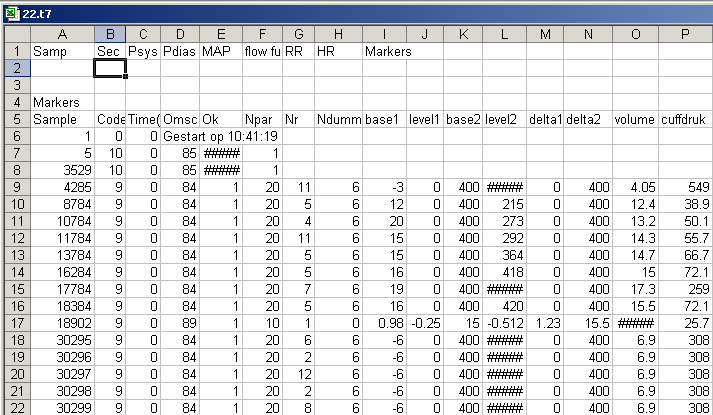 22.t7
A B C D E F G H I J K L M N O P
1 Samp Sec Psys Pdias MAP flow fu RR HR Markers
2
3
4 Markers
5 Sample Code Time( Omsc Ok Npar Nr Ndumm base1 level1 base2 level2 delta1 delta2 volume cuffdruk
6 1 0 0 Gestart op 10:41:19
7 5 10 0 85 ##### 1
8 3529 10 0 85 ##### 1
9 4285 9 0 84 1 20 11 6 -3 0 400 ##### 0 400 4.05 549
10 8784 9 0 84 1 20 5 6 12 0 400 215 0 400 12.4 38.9
11 10784 9 0 84 1 20 4 6 20 0 400 273 0 400 13.2 50.1
12 11784 9 0 84 1 20 11 6 15 0 400 292 0 400 14.3 55.7
13 13784 9 0 84 1 20 5 6 15 0 400 364 0 400 14.7 66.7
14 16284 9 0 84 1 20 5 6 16 0 400 418 0 400 15 72.1
15 17784 9 0 84 1 20 7 6 19 0 400 ##### 0 400 17.3 259
16 18384 9 0 84 1 20 5 6 16 0 400 420 0 400 15.5 72.1
17 18902 9 0 89 1 10 1 0 0.98 -0.25 15 -0.512 1.23 15.5 ##### 25.7
18 30295 9 0 84 1 20 6 6 -6 0 400 ##### 0 400 6.9 308
19 30296 9 0 84 1 20 2 6 -6 0 400 ##### 0 400 6.9 308
20 30297 9 0 84 1 20 12 6 -6 0 400 ##### 0 400 6.9 308
21 30298 9 0 84 1 20 2 6 -6 0 400 ##### 0 400 6.9 308
22 30299 9 0 84 1 20 8 6 -6 0 400 ##### 0 400 6.9 308